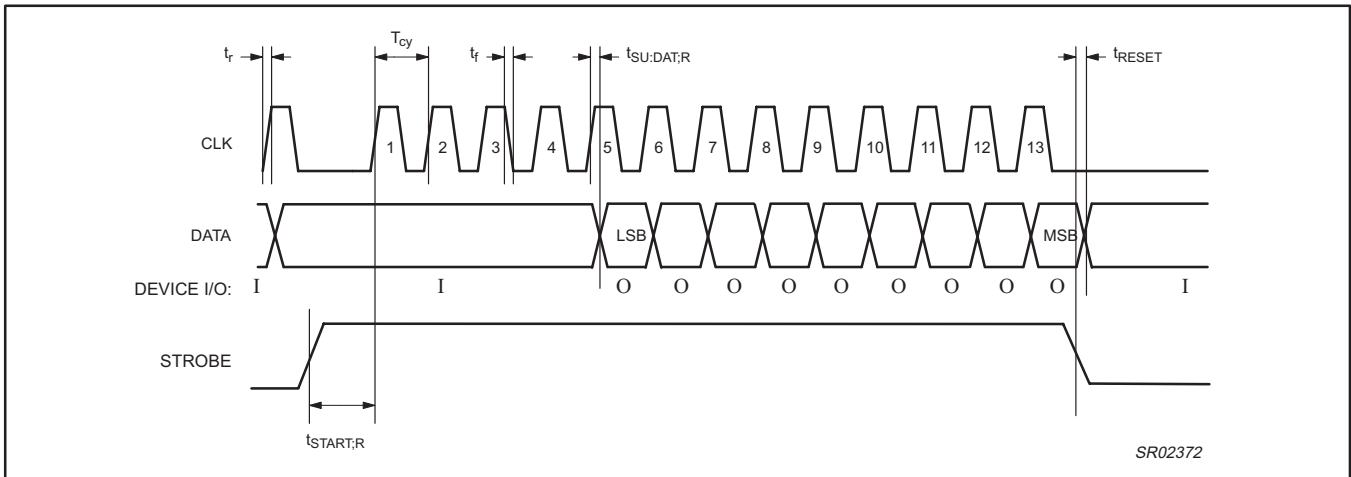 tr Tcy tf tSU:DAT;R tRESET
CLK 1 2 3 4 5 6 7 8 9 10 11 12 13
DATA LSB MSB
DEVICE I/O: I I O O O O O O O O O I
STROBE
tSTART;R
SR02372